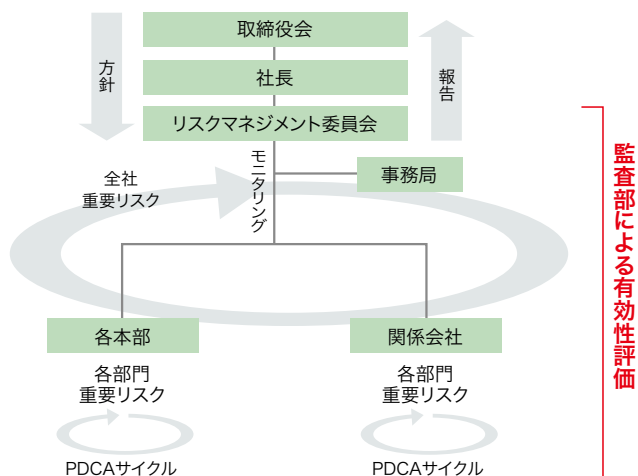 取締役会
方針
社長
報告
リスクマネジメント委員会
モニタリング
事務局
全社
重要リスク
監査部による有効性評価
各本部
関係会社
各部門
重要リスク
各部門
重要リスク
PDCAサイクル
PDCAサイクル